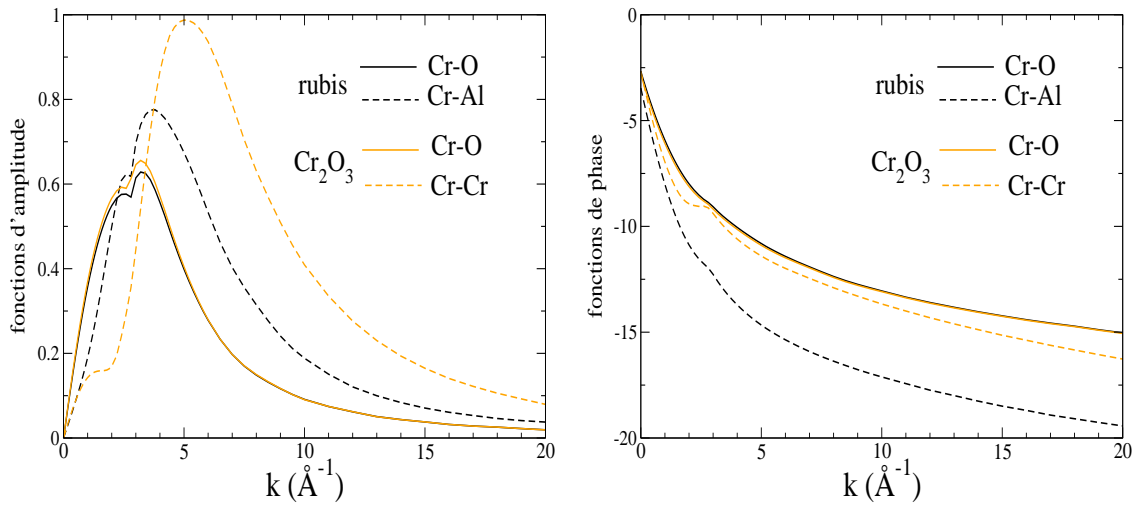 fonctions d'amplitude
1
0.8
0.6
0.4
0.2
0
0 5 10 15 20
k (Å⁻¹)
rubis
Cr-O
Cr-Al
Cr₂O₃
Cr-O
Cr-Cr
fonctions de phase
0
-5
-10
-15
-20
0 5 10 15 20
k (Å⁻¹)
rubis
Cr-O
Cr-Al
Cr₂O₃
Cr-O
Cr-Cr